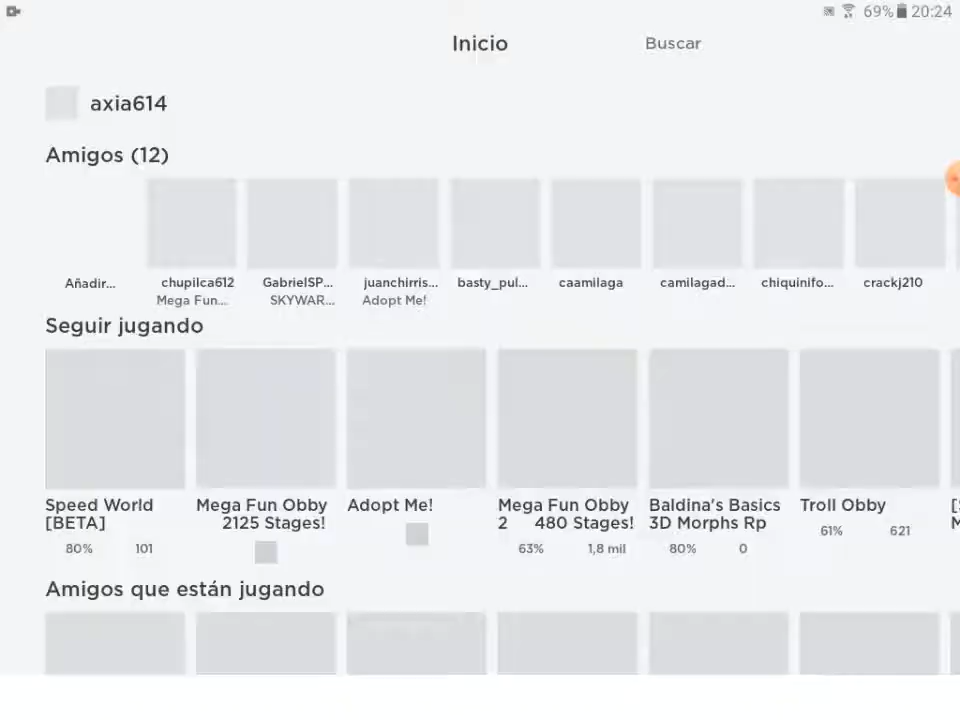 69% 20:24
Inicio Buscar
axia614
Amigos (12)
Añadir... chupilca612 GabrielSP... juanchirris... basty_pul... caamilaga camilagad... chiquinifo... crackj210
Mega Fun... SKYWAR... Adopt Me!
Seguir jugando
Speed World Mega Fun Obby Adopt Me! Mega Fun Obby Baldina's Basics Troll Obby [S
[BETA] 2125 Stages! 2 480 Stages! 3D Morphs Rp M
80% 101 63% 1,8 mil 80% 0 61% 621
Amigos que están jugando